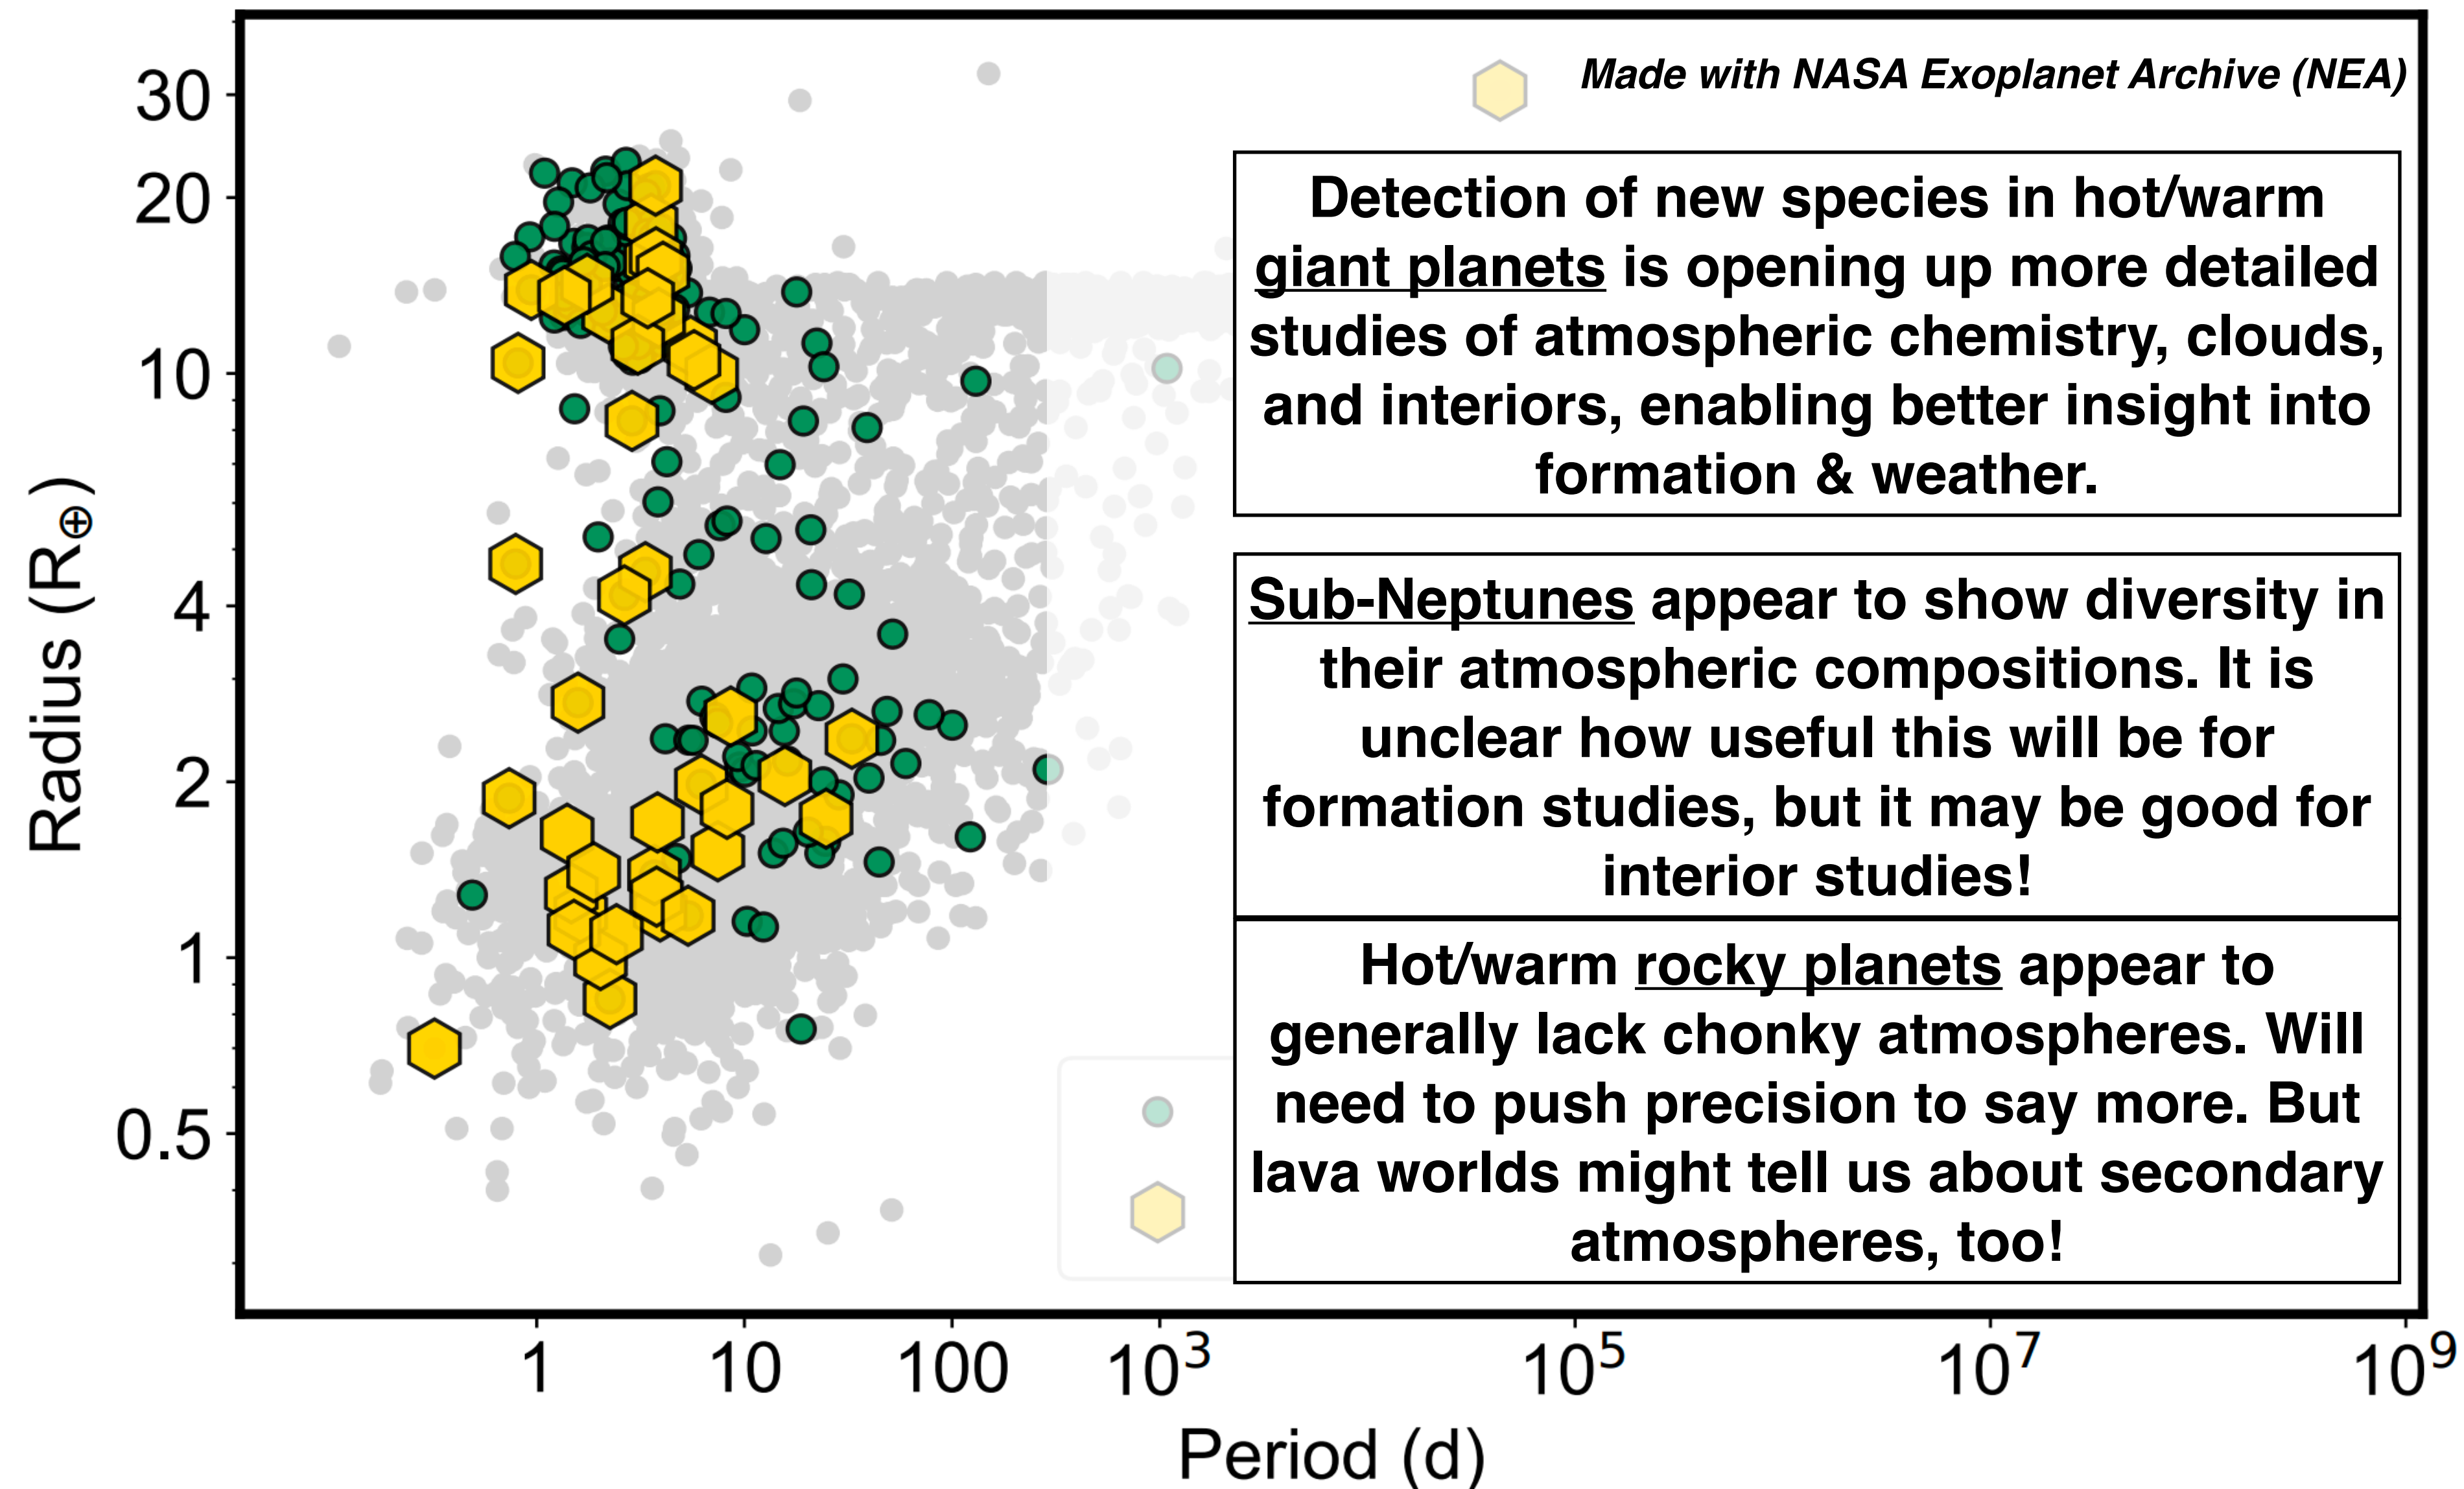 Made with NASA Exoplanet Archive (NEA)
Detection of new species in hot/warm
giant planets is opening up more detailed
studies of atmospheric chemistry, clouds,
and interiors, enabling better insight into
formation & weather.
Sub-Neptunes appear to show diversity in
their atmospheric compositions. It is
unclear how useful this will be for
formation studies, but it may be good for
interior studies!
Hot/warm rocky planets appear to
generally lack chonky atmospheres. Will
need to push precision to say more. But
lava worlds might tell us about secondary
atmospheres, too!
Radius (R⊕)
30
20
10
4
2
1
0.5
1 10 100 10³ 10⁵ 10⁷ 10⁹
Period (d)